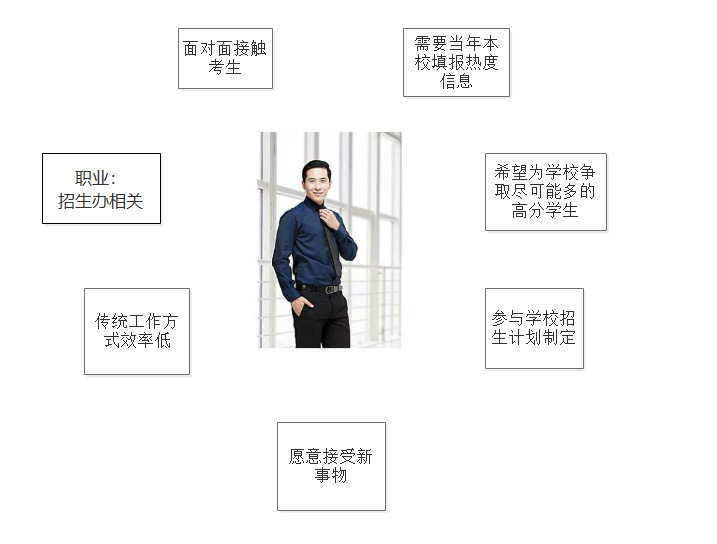 面对面接触
考生
需要当年本
校填报热度
信息
职业：
招生办相关
希望为学校争
取尽可能多的
高分学生
传统工作方
式效率低
参与学校招
生计划制定
愿意接受新
事物